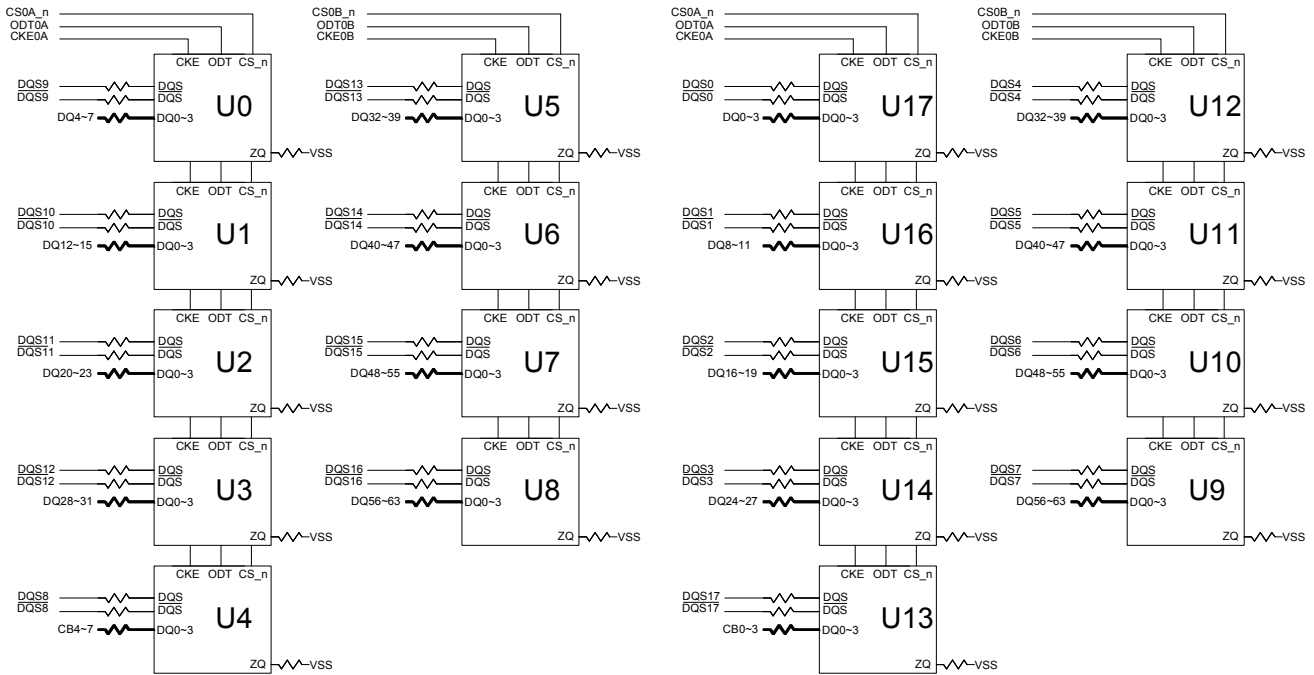 CS0A_n
ODT0A
CKE0A
CKE ODT CS_n
DQS9 DQS
DQS9 DQS
DQ4~7 DQ0~3
U0
ZQ VSS
CKE ODT CS_n
DQS10 DQS
DQS10 DQS
DQ12~15 DQ0~3
U1
ZQ VSS
CKE ODT CS_n
DQS11 DQS
DQS11 DQS
DQ20~23 DQ0~3
U2
ZQ VSS
CKE ODT CS_n
DQS12 DQS
DQS12 DQS
DQ28~31 DQ0~3
U3
ZQ VSS
CKE ODT CS_n
DQS8 DQS
DQS8 DQS
CB4~7 DQ0~3
U4
ZQ VSS
CS0B_n
ODT0B
CKE0B
CKE ODT CS_n
DQS13 DQS
DQS13 DQS
DQ32~39 DQ0~3
U5
ZQ VSS
CKE ODT CS_n
DQS14 DQS
DQS14 DQS
DQ40~47 DQ0~3
U6
ZQ VSS
CKE ODT CS_n
DQS15 DQS
DQS15 DQS
DQ48~55 DQ0~3
U7
ZQ VSS
CKE ODT CS_n
DQS16 DQS
DQS16 DQS
DQ56~63 DQ0~3
U8
ZQ VSS
CS0A_n
ODT0A
CKE0A
CKE ODT CS_n
DQS0 DQS
DQS0 DQS
DQ0~3 DQ0~3
U17
ZQ VSS
CKE ODT CS_n
DQS1 DQS
DQS1 DQS
DQ8~11 DQ0~3
U16
ZQ VSS
CKE ODT CS_n
DQS2 DQS
DQS2 DQS
DQ16~19 DQ0~3
U15
ZQ VSS
CKE ODT CS_n
DQS3 DQS
DQS3 DQS
DQ24~27 DQ0~3
U14
ZQ VSS
CKE ODT CS_n
DQS17 DQS
DQS17 DQS
CB0~3 DQ0~3
U13
ZQ VSS
CS0B_n
ODT0B
CKE0B
CKE ODT CS_n
DQS4 DQS
DQS4 DQS
DQ32~39 DQ0~3
U12
ZQ VSS
CKE ODT CS_n
DQS5 DQS
DQS5 DQS
DQ40~47 DQ0~3
U11
ZQ VSS
CKE ODT CS_n
DQS6 DQS
DQS6 DQS
DQ48~55 DQ0~3
U10
ZQ VSS
CKE ODT CS_n
DQS7 DQS
DQS7 DQS
DQ56~63 DQ0~3
U9
ZQ VSS